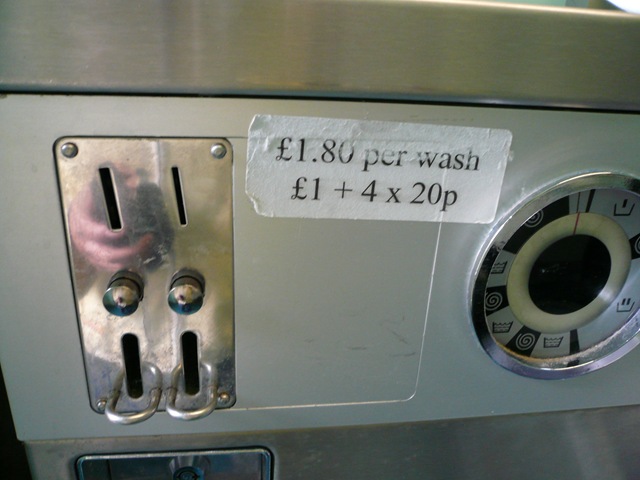 £1.80 per wash
£1 + 4 x 20p